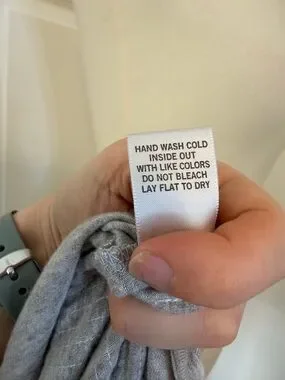 HAND WASH COLD
INSIDE OUT
WITH LIKE COLORS
DO NOT BLEACH
LAY FLAT TO DRY